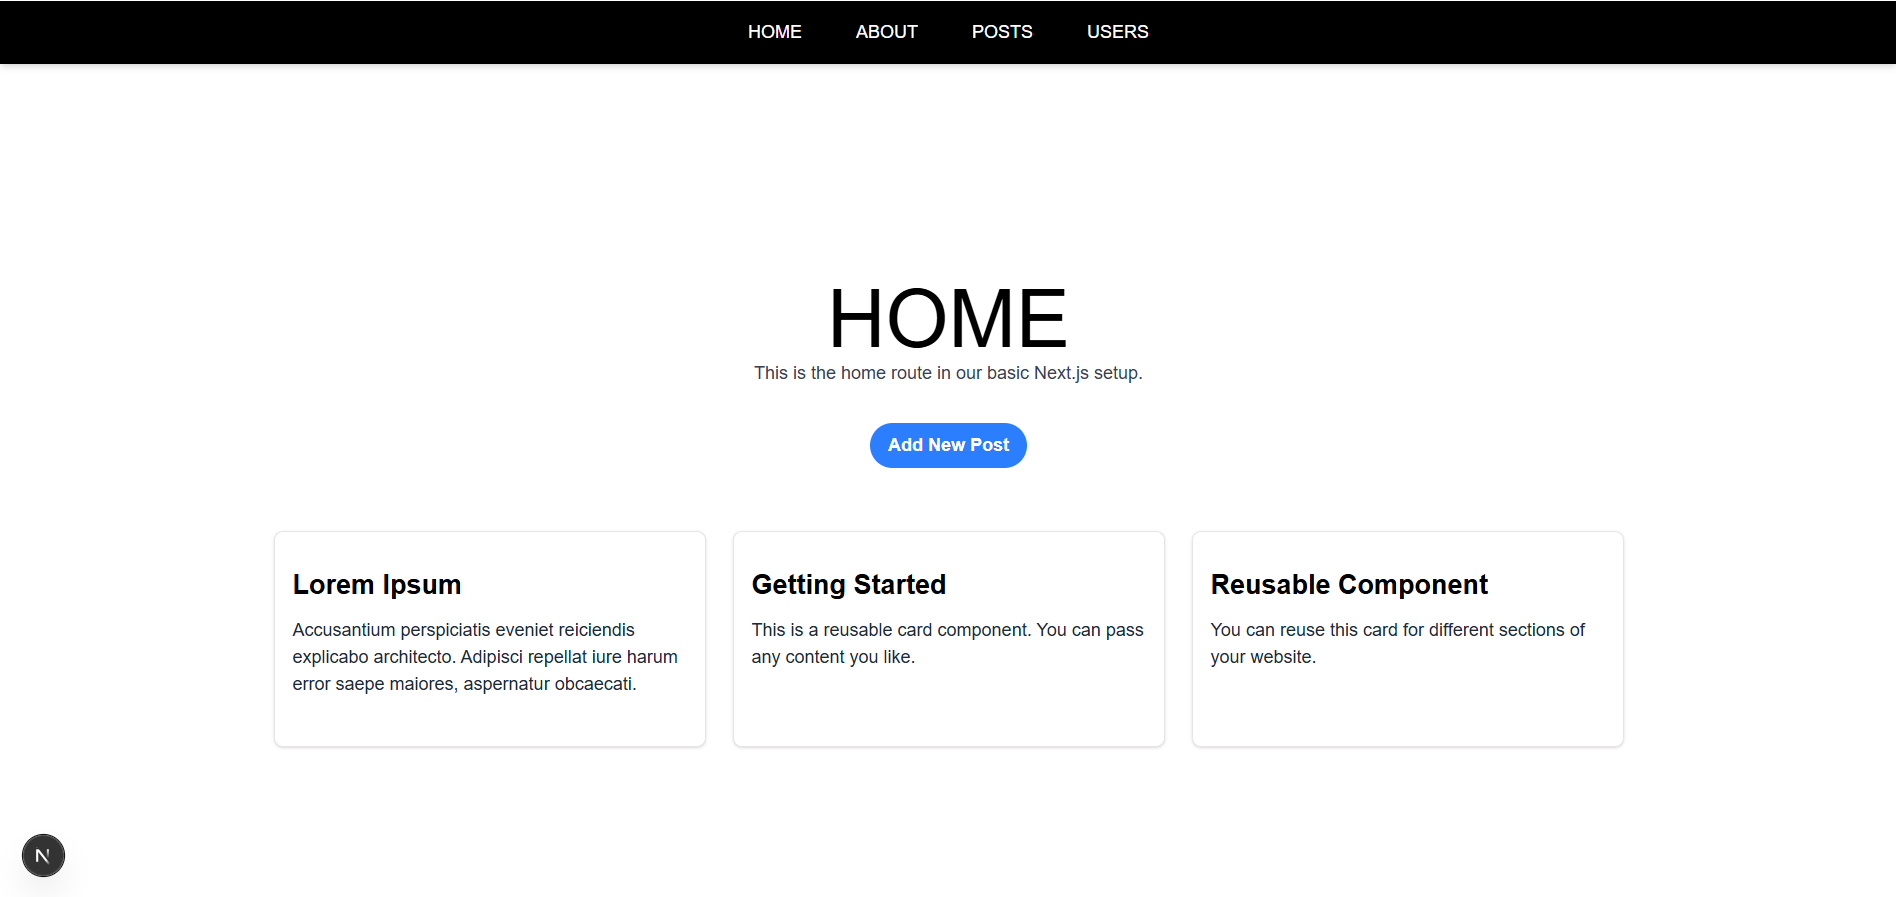 HOME ABOUT POSTS USERS
HOME
This is the home route in our basic Next.js setup.
Add New Post
Lorem Ipsum
Accusantium perspiciatis eveniet reiciendis
explicabo architecto. Adipisci repellat iure harum
error saepe maiores, aspernatur obcaecati.
Getting Started
This is a reusable card component. You can pass
any content you like.
Reusable Component
You can reuse this card for different sections of
your website.
N